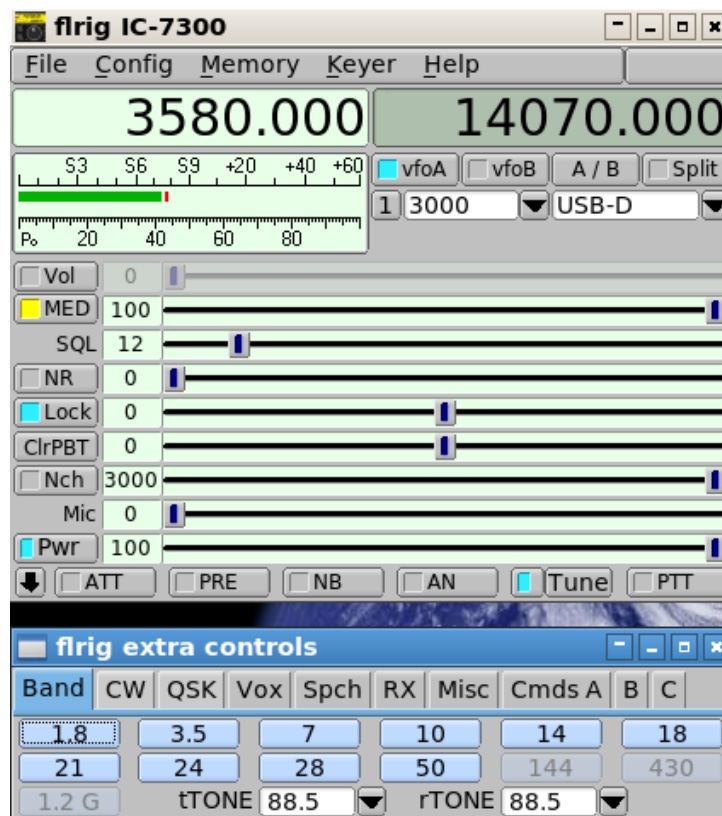 flrig IC-7300
File Config Memory Keyer Help
3580.000 14070.000
S3 S6 S9 +20 +40 +60
vfoA vfoB A / B Split
1 3000 USB-D
Po 20 40 60 80
Vol 0
MED 100
SQL 12
NR 0
Lock 0
ClrPBT 0
Nch 3000
Mic 0
Pwr 100
ATT PRE NB AN Tune PTT
flrig extra controls
Band CW QSK Vox Spch RX Misc Cmds A B C
1.8 3.5 7 10 14 18
21 24 28 50 144 430
1.2 G tTONE 88.5 rTONE 88.5